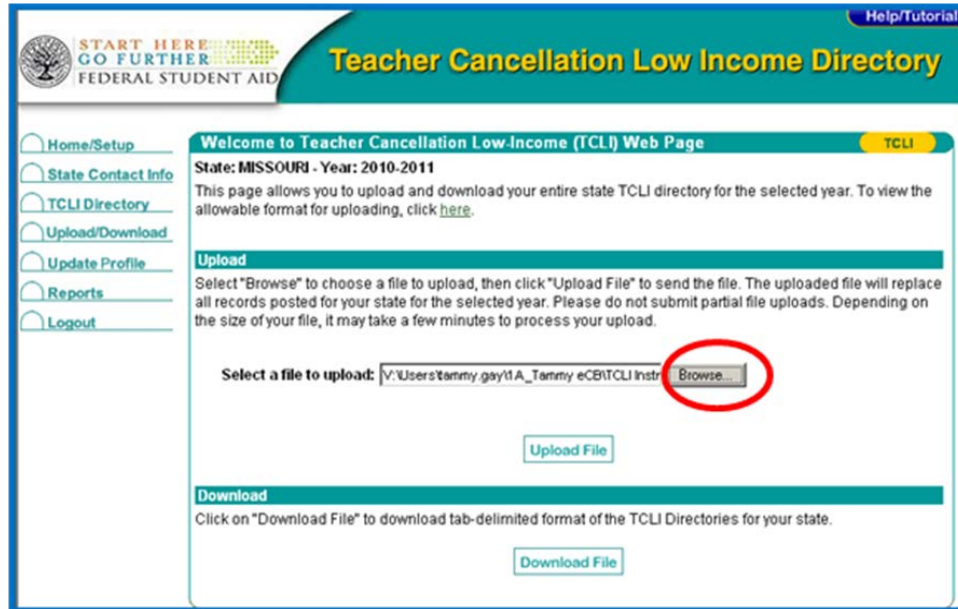 Help/Tutorial
START HERE
GO FURTHER
FEDERAL STUDENT AID
Teacher Cancellation Low Income Directory
Home/Setup
State Contact Info
TCLI Directory
Upload/Download
Update Profile
Reports
Logout
Welcome to Teacher Cancellation Low-Income (TCLI) Web Page
TCLI
State: MISSOURI - Year: 2010-2011
This page allows you to upload and download your entire state TCLI directory for the selected year. To view the
allowable format for uploading, click here.
Upload
Select "Browse" to choose a file to upload, then click "Upload File" to send the file. The uploaded file will replace
all records posted for your state for the selected year. Please do not submit partial file uploads. Depending on
the size of your file, it may take a few minutes to process your upload.
Select a file to upload: V:\Users\tammy.gay\1A_Tammy eCB\TCLI Instr Browse...
Upload File
Download
Click on "Download File" to download tab-delimited format of the TCLI Directories for your state.
Download File